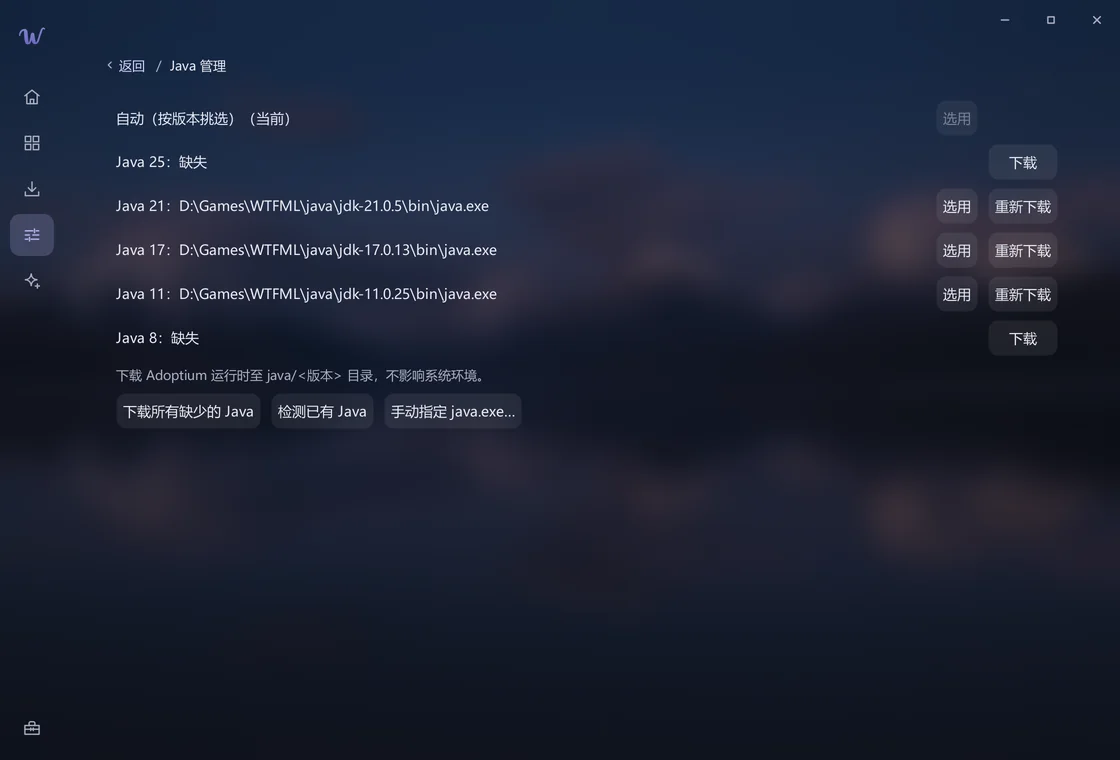 W
返回 / Java 管理
自动（按版本挑选）（当前） 选用
Java 25：缺失 下载
Java 21：D:\Games\WTFML\java\jdk-21.0.5\bin\java.exe 选用 重新下载
Java 17：D:\Games\WTFML\java\jdk-17.0.13\bin\java.exe 选用 重新下载
Java 11：D:\Games\WTFML\java\jdk-11.0.25\bin\java.exe 选用 重新下载
Java 8：缺失 下载
下载 Adoptium 运行时至 java/<版本> 目录，不影响系统环境。
下载所有缺少的 Java 检测已有 Java 手动指定 java.exe...